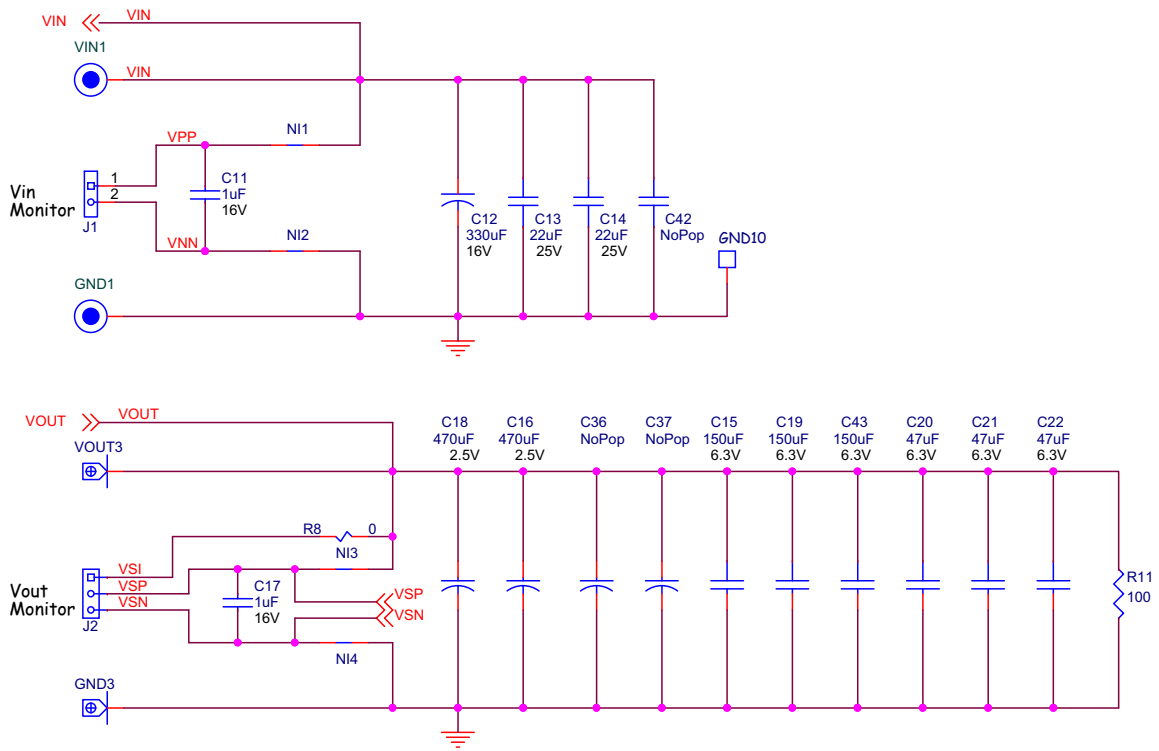 VIN
VIN
VIN1
VIN
VPP
NI1
Vin
Monitor
1
2
J1
C11
1uF
16V
VNN
NI2
C12
330uF
16V
C13
22uF
25V
C14
22uF
25V
C42
NoPop
GND10
GND1
VOUT
VOUT
VOUT3
C18
470uF
2.5V
C16
470uF
2.5V
C36
NoPop
C37
NoPop
C15
150uF
6.3V
C19
150uF
6.3V
C43
150uF
6.3V
C20
47uF
6.3V
C21
47uF
6.3V
C22
47uF
6.3V
R8
0
NI3
Vout
Monitor
VSI
VSP
VSN
J2
C17
1uF
16V
VSP
VSN
NI4
R11
100
GND3